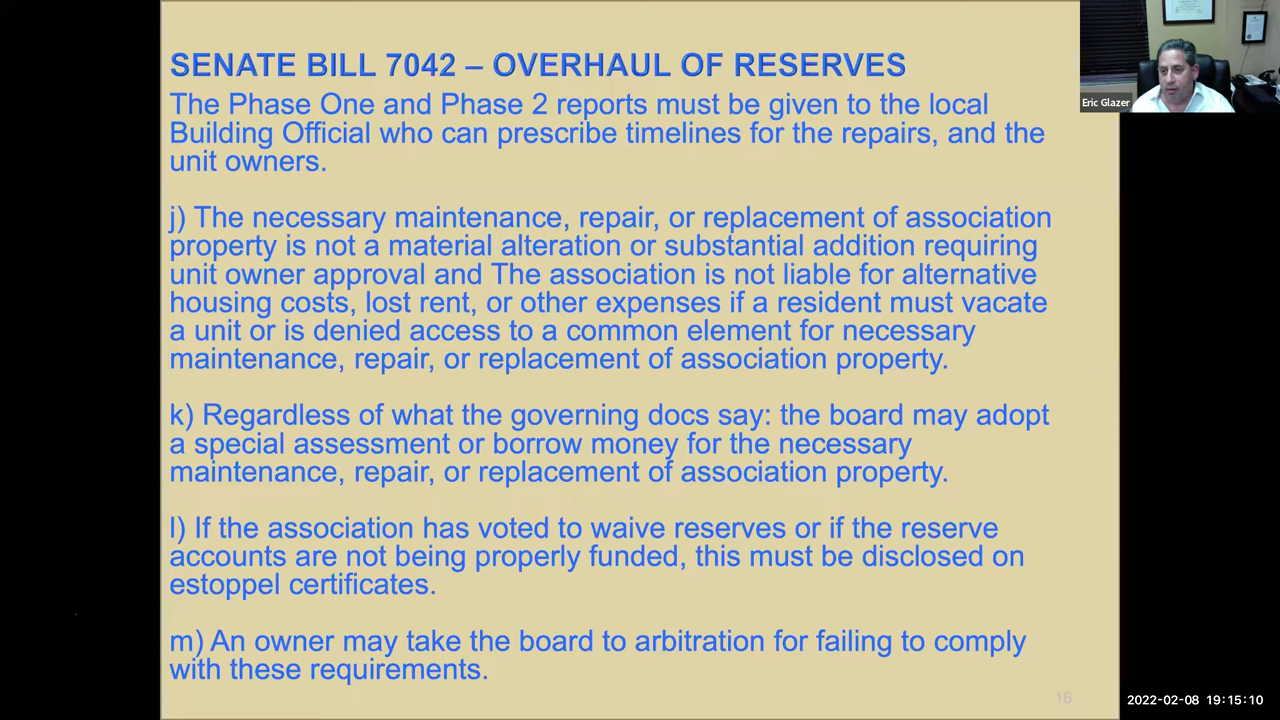 SENATE BILL 7042 – OVERHAUL OF RESERVES
The Phase One and Phase 2 reports must be given to the local
Building Official who can prescribe timelines for the repairs, and the
unit owners.
j) The necessary maintenance, repair, or replacement of association
property is not a material alteration or substantial addition requiring
unit owner approval and The association is not liable for alternative
housing costs, lost rent, or other expenses if a resident must vacate
a unit or is denied access to a common element for necessary
maintenance, repair, or replacement of association property.
k) Regardless of what the governing docs say: the board may adopt
a special assessment or borrow money for the necessary
maintenance, repair, or replacement of association property.
l) If the association has voted to waive reserves or if the reserve
accounts are not being properly funded, this must be disclosed on
estoppel certificates.
m) An owner may take the board to arbitration for failing to comply
with these requirements.
16
Eric Glazer
2022-02-08 19:15:10